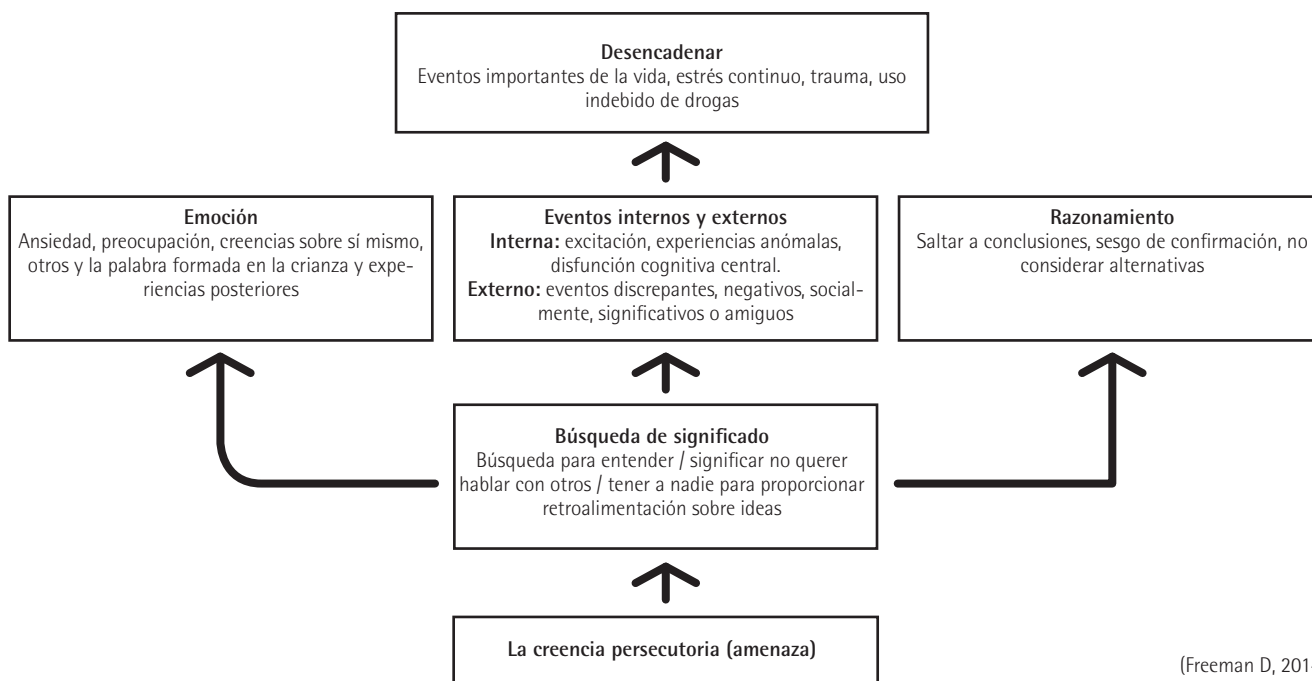 Desencadenar
Eventos importantes de la vida, estrés continuo, trauma, uso
indebido de drogas
Emoción
Ansiedad, preocupación, creencias sobre sí mismo,
otros y la palabra formada en la crianza y expe-
riencias posteriores
Eventos internos y externos
Interna: excitación, experiencias anómalas,
disfunción cognitiva central.
Externo: eventos discrepantes, negativos, social-
mente, significativos o amiguos
Razonamiento
Saltar a conclusiones, sesgo de confirmación, no
considerar alternativas
Búsqueda de significado
Búsqueda para entender / significar no querer
hablar con otros / tener a nadie para proporcionar
retroalimentación sobre ideas
La creencia persecutoria (amenaza)
(Freeman D,